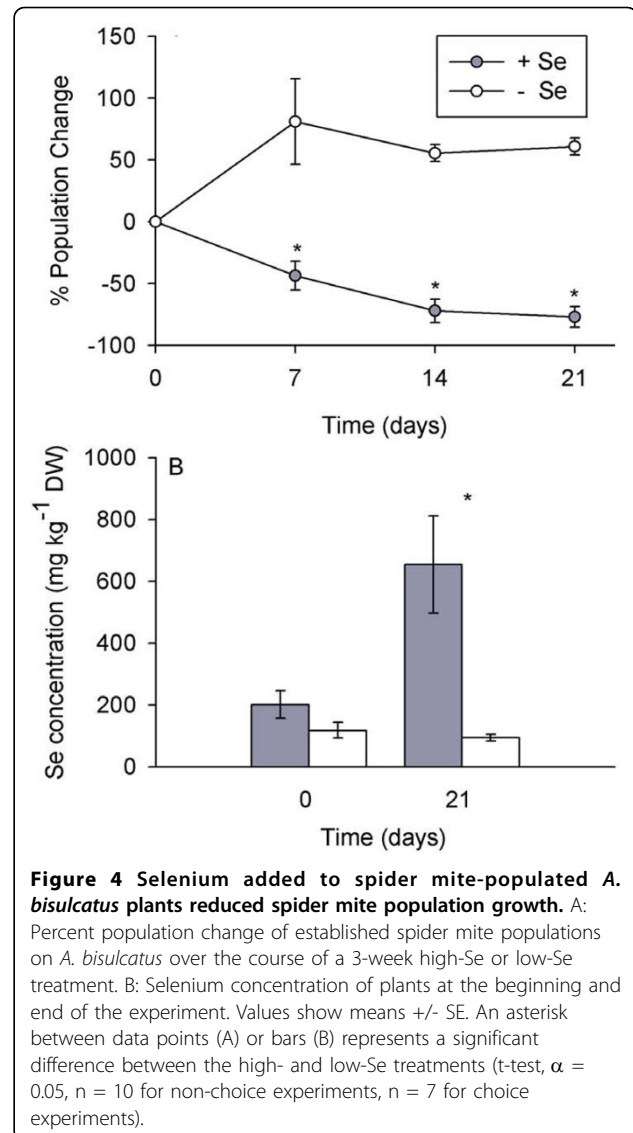 150
100
50
0
-50
-100
% Population Change
+ Se
- Se
*
*
*
0 7 14 21
Time (days)
B
1000
800
600
400
200
0
Se concentration (mg kg⁻¹ DW)
*
0 21
Time (days)
Figure 4 Selenium added to spider mite-populated A.
bisulcatus plants reduced spider mite population growth. A:
Percent population change of established spider mite populations
on A. bisulcatus over the course of a 3-week high-Se or low-Se
treatment. B: Selenium concentration of plants at the beginning and
end of the experiment. Values show means +/- SE. An asterisk
between data points (A) or bars (B) represents a significant
difference between the high- and low-Se treatments (t-test, α =
0.05, n = 10 for non-choice experiments, n = 7 for choice
experiments).